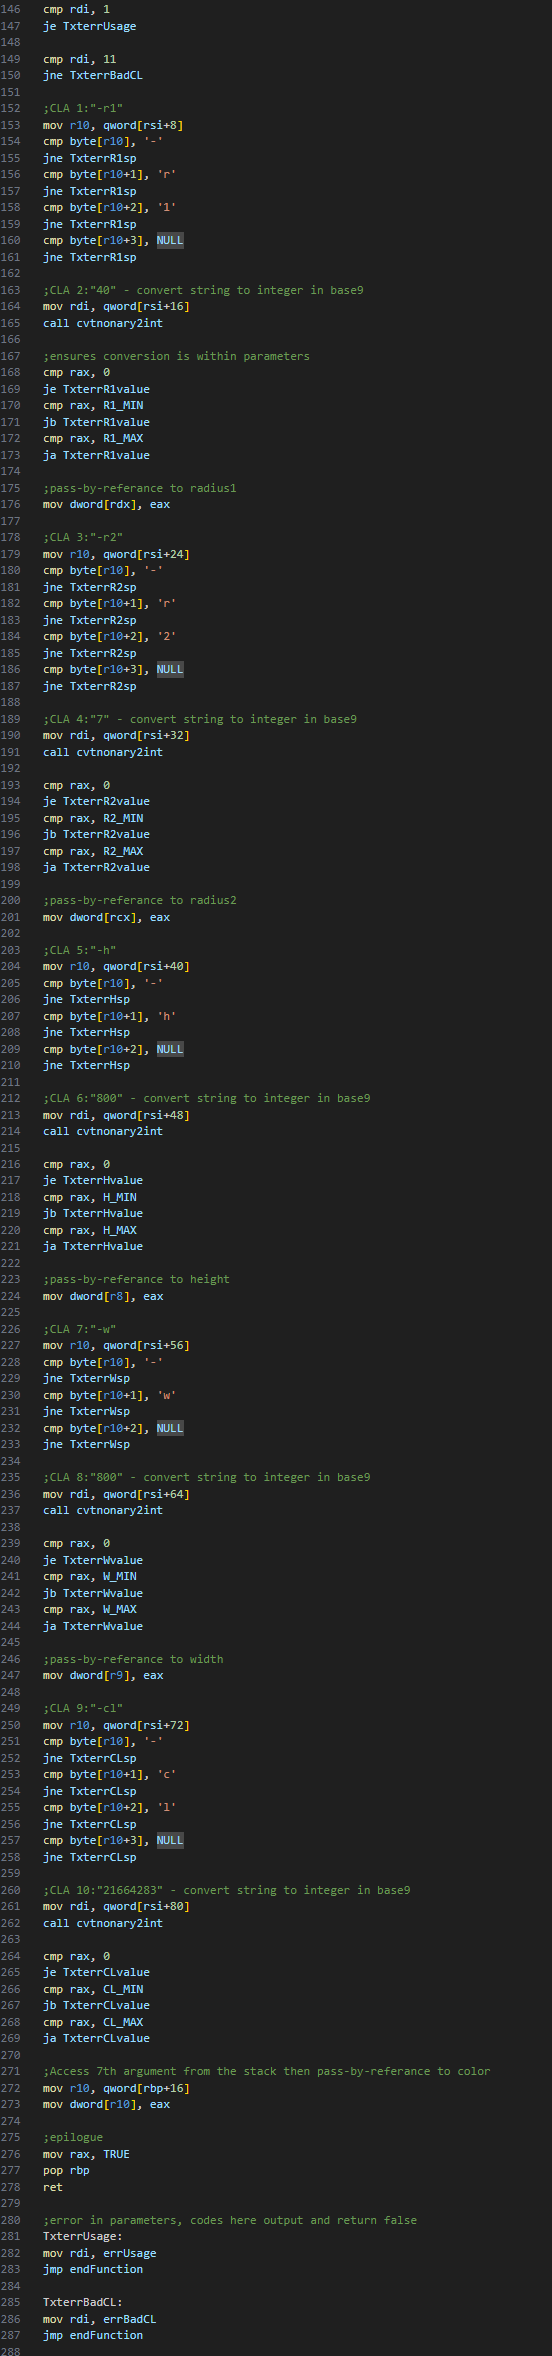 146 cmp rdi, 1
147 je TxterrUsage
148
149 cmp rdi, 11
150 jne TxterrBadCL
151
152 ;CLA 1:"-r1"
153 mov r10, qword[rsi+8]
154 cmp byte[r10], '-'
155 jne TxterrR1sp
156 cmp byte[r10+1], 'r'
157 jne TxterrR1sp
158 cmp byte[r10+2], '1'
159 jne TxterrR1sp
160 cmp byte[r10+3], NULL
161 jne TxterrR1sp
162
163 ;CLA 2:"40" - convert string to integer in base9
164 mov rdi, qword[rsi+16]
165 call cvtnonary2int
166
167 ;ensures conversion is within parameters
168 cmp rax, 0
169 je TxterrR1value
170 cmp rax, R1_MIN
171 jb TxterrR1value
172 cmp rax, R1_MAX
173 ja TxterrR1value
174
175 ;pass-by-referance to radius1
176 mov dword[rdx], eax
177
178 ;CLA 3:"-r2"
179 mov r10, qword[rsi+24]
180 cmp byte[r10], '-'
181 jne TxterrR2sp
182 cmp byte[r10+1], 'r'
183 jne TxterrR2sp
184 cmp byte[r10+2], '2'
185 jne TxterrR2sp
186 cmp byte[r10+3], NULL
187 jne TxterrR2sp
188
189 ;CLA 4:"7" - convert string to integer in base9
190 mov rdi, qword[rsi+32]
191 call cvtnonary2int
192
193 cmp rax, 0
194 je TxterrR2value
195 cmp rax, R2_MIN
196 jb TxterrR2value
197 cmp rax, R2_MAX
198 ja TxterrR2value
199
200 ;pass-by-referance to radius2
201 mov dword[rcx], eax
202
203 ;CLA 5:"-h"
204 mov r10, qword[rsi+40]
205 cmp byte[r10], '-'
206 jne TxterrHsp
207 cmp byte[r10+1], 'h'
208 jne TxterrHsp
209 cmp byte[r10+2], NULL
210 jne TxterrHsp
211
212 ;CLA 6:"800" - convert string to integer in base9
213 mov rdi, qword[rsi+48]
214 call cvtnonary2int
215
216 cmp rax, 0
217 je TxterrHvalue
218 cmp rax, H_MIN
219 jb TxterrHvalue
220 cmp rax, H_MAX
221 ja TxterrHvalue
222
223 ;pass-by-referance to height
224 mov dword[r8], eax
225
226 ;CLA 7:"-w"
227 mov r10, qword[rsi+56]
228 cmp byte[r10], '-'
229 jne TxterrWsp
230 cmp byte[r10+1], 'w'
231 jne TxterrWsp
232 cmp byte[r10+2], NULL
233 jne TxterrWsp
234
235 ;CLA 8:"800" - convert string to integer in base9
236 mov rdi, qword[rsi+64]
237 call cvtnonary2int
238
239 cmp rax, 0
240 je TxterrWvalue
241 cmp rax, W_MIN
242 jb TxterrWvalue
243 cmp rax, W_MAX
244 ja TxterrWvalue
245
246 ;pass-by-referance to width
247 mov dword[r9], eax
248
249 ;CLA 9:"-cl"
250 mov r10, qword[rsi+72]
251 cmp byte[r10], '-'
252 jne TxterrCLsp
253 cmp byte[r10+1], 'c'
254 jne TxterrCLsp
255 cmp byte[r10+2], 'l'
256 jne TxterrCLsp
257 cmp byte[r10+3], NULL
258 jne TxterrCLsp
259
260 ;CLA 10:"21664283" - convert string to integer in base9
261 mov rdi, qword[rsi+80]
262 call cvtnonary2int
263
264 cmp rax, 0
265 je TxterrCLvalue
266 cmp rax, CL_MIN
267 jb TxterrCLvalue
268 cmp rax, CL_MAX
269 ja TxterrCLvalue
270
271 ;Access 7th argument from the stack then pass-by-referance to color
272 mov r10, qword[rbp+16]
273 mov dword[r10], eax
274
275 ;epilogue
276 mov rax, TRUE
277 pop rbp
278 ret
279
280 ;error in parameters, codes here output and return false
281 TxterrUsage:
282 mov rdi, errUsage
283 jmp endFunction
284
285 TxterrBadCL:
286 mov rdi, errBadCL
287 jmp endFunction
288